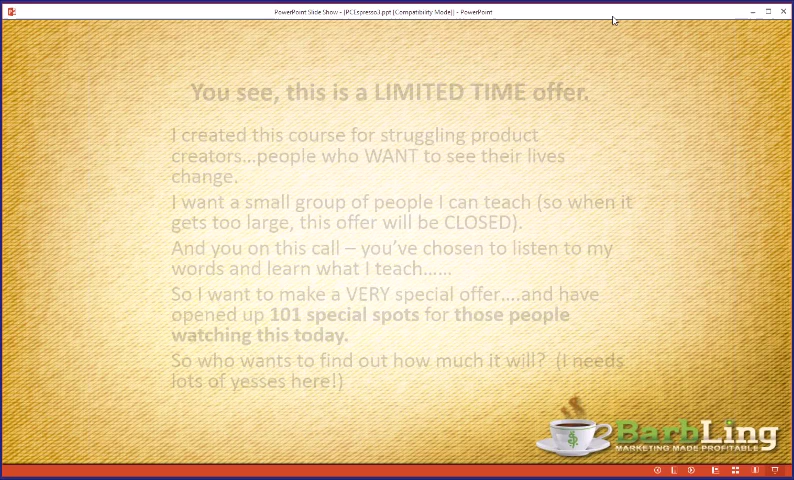 PowerPoint Slide Show - [PCEspresso3.ppt [Compatibility Mode]] - PowerPoint
You see, this is a LIMITED TIME offer.
I created this course for struggling product
creators...people who WANT to see their lives
change.
I want a small group of people I can teach (so when it
gets too large, this offer will be CLOSED).
And you on this call – you've chosen to listen to my
words and learn what I teach......
So I want to make a VERY special offer....and have
opened up 101 special spots for those people
watching this today.
So who wants to find out how much it will? (I needs
lots of yesses here!)
BarbLing
MARKETING MADE PROFITABLE